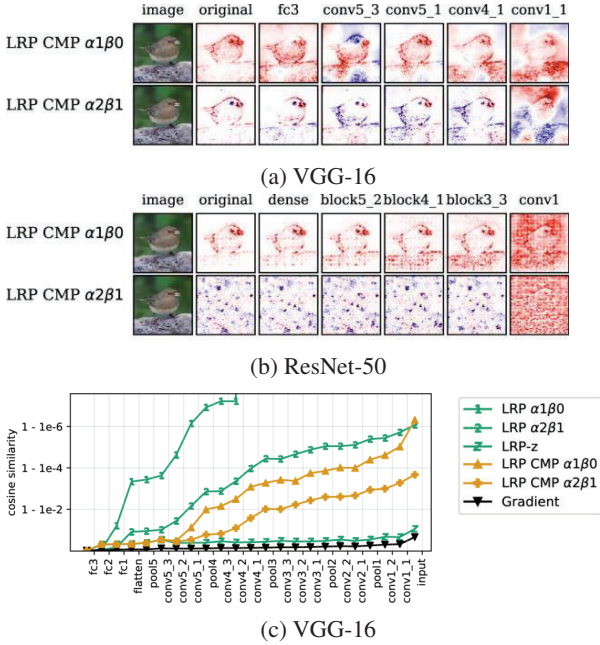 image original fc3 conv5_3 conv5_1 conv4_1 conv1_1
LRP CMP α1β0
LRP CMP α2β1
(a) VGG-16
image original dense block5_2 block4_1 block3_3 conv1
LRP CMP α1β0
LRP CMP α2β1
(b) ResNet-50
cosine similarity
1 - 1e-6
1 - 1e-4
1 - 1e-2
fc3
fc2
fc1
flatten
pool5
conv5_3
conv5_2
conv5_1
pool4
conv4_3
conv4_2
conv4_1
pool3
conv3_3
conv3_2
conv3_1
pool2
conv2_2
conv2_1
pool1
conv1_2
conv1_1
input
LRP α1β0
LRP α2β1
LRP-z
LRP CMP α1β0
LRP CMP α2β1
Gradient
(c) VGG-16